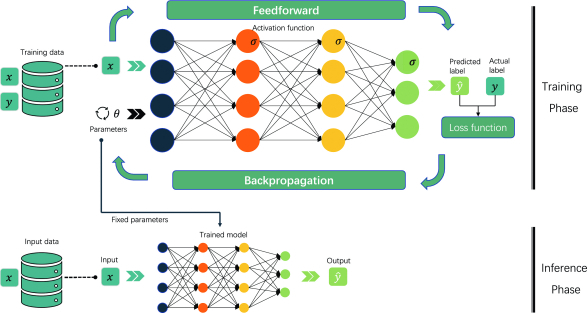 Feedforward
Activation function
Training data
x
x
y
σ
σ
σ
Predicted label
Actual label
ŷ
y
Training Phase
θ
Parameters
Loss function
Backpropagation
Fixed parameters
Trained model
Input data
x
Input
x
Output
ŷ
Inference Phase